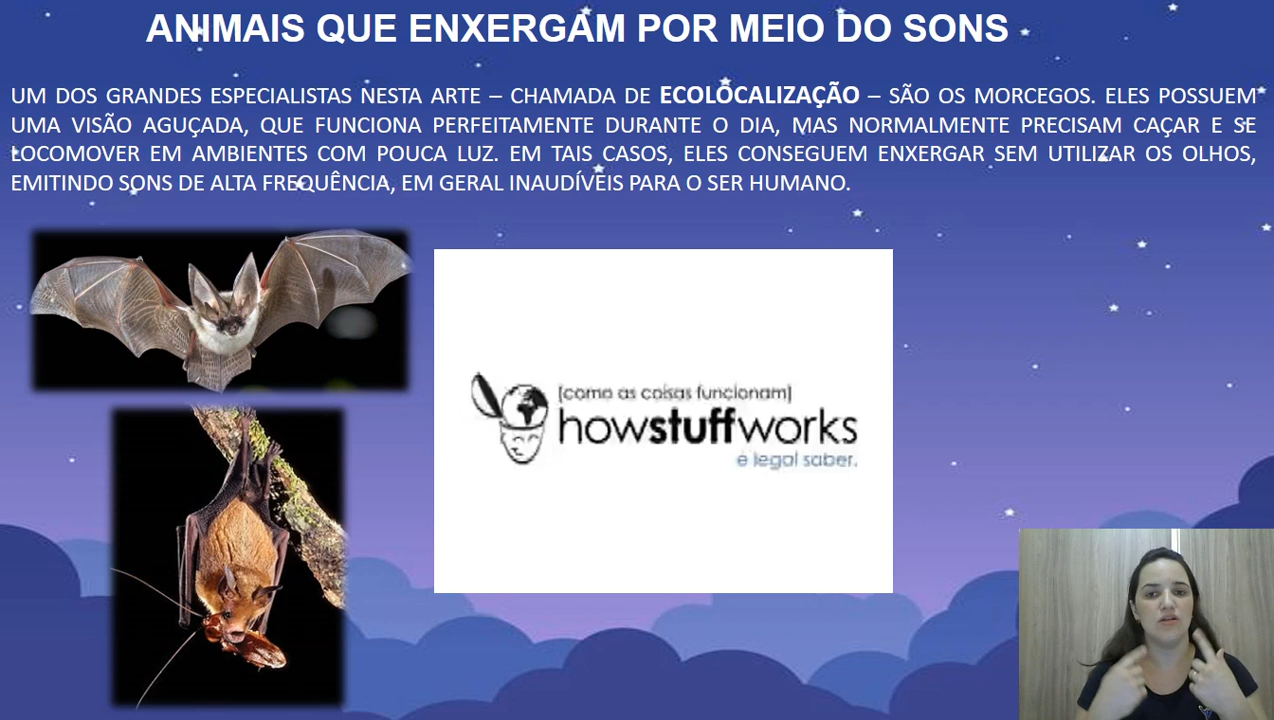 ANIMAIS QUE ENXERGAM POR MEIO DO SONS
UM DOS GRANDES ESPECIALISTAS NESTA ARTE – CHAMADA DE ECOLOCALIZAÇÃO – SÃO OS MORCEGOS. ELES POSSUEM
UMA VISÃO AGUÇADA, QUE FUNCIONA PERFEITAMENTE DURANTE O DIA, MAS NORMALMENTE PRECISAM CAÇAR E SE
LOCOMOVER EM AMBIENTES COM POUCA LUZ. EM TAIS CASOS, ELES CONSEGUEM ENXERGAR SEM UTILIZAR OS OLHOS,
EMITINDO SONS DE ALTA FREQUÊNCIA, EM GERAL INAUDÍVEIS PARA O SER HUMANO.
[como as coisas funcionam]
howstuffworks
é legal saber.